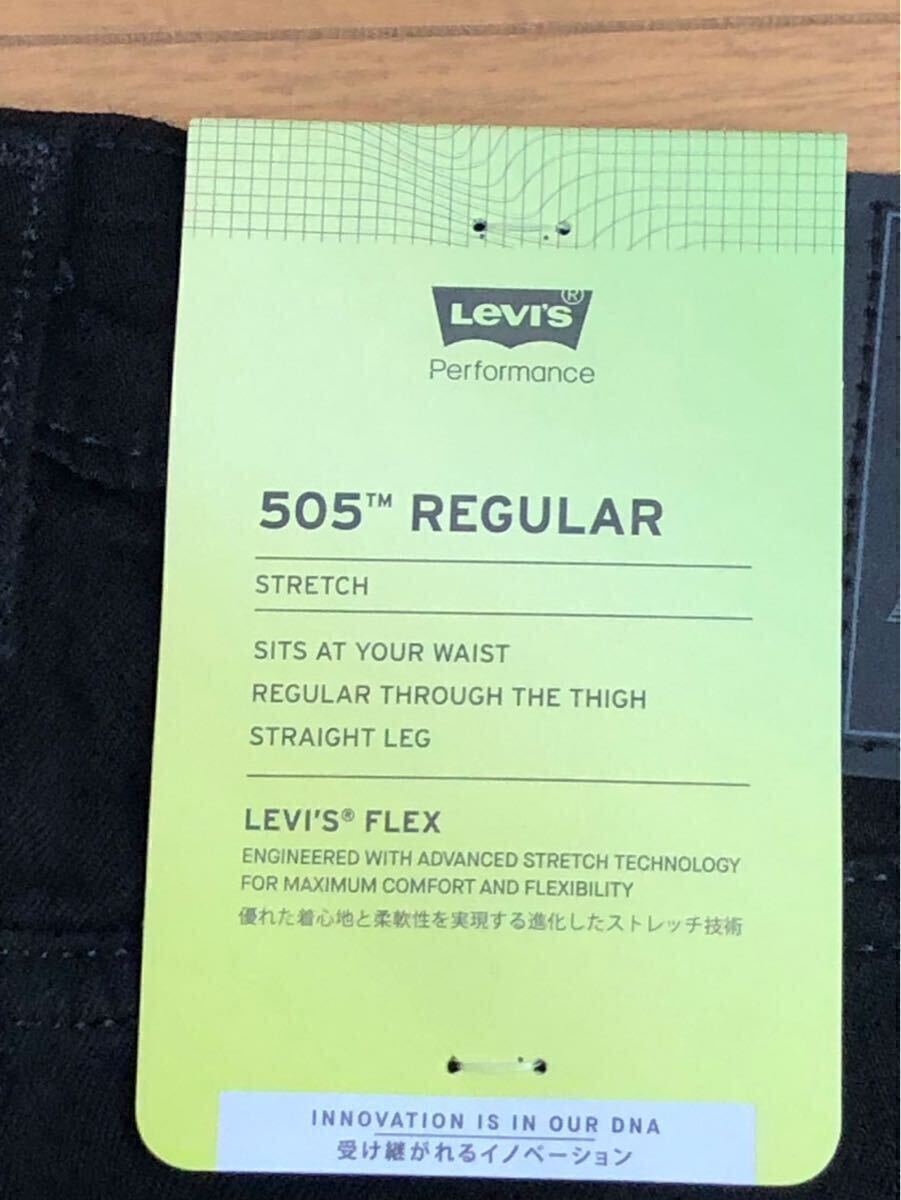 LEVI'S®
Performance
505™ REGULAR
STRETCH
SITS AT YOUR WAIST
REGULAR THROUGH THE THIGH
STRAIGHT LEG
LEVI'S® FLEX
ENGINEERED WITH ADVANCED STRETCH TECHNOLOGY
FOR MAXIMUM COMFORT AND FLEXIBILITY
優れた着心地と柔軟性を実現する進化したストレッチ技術
INNOVATION IS IN OUR DNA
受け継がれるイノベーション